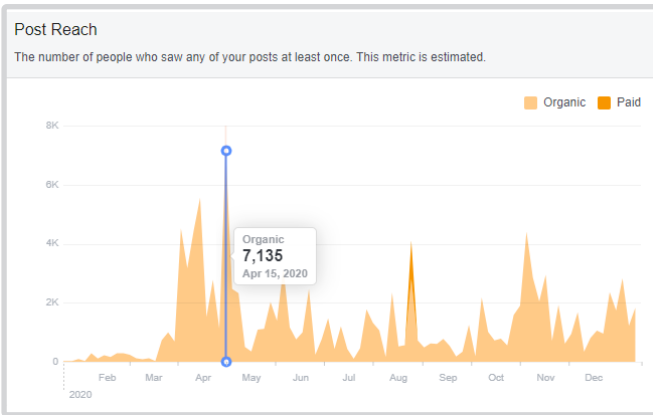 Post Reach
The number of people who saw any of your posts at least once. This metric is estimated.
Organic Paid
8K
6K
4K
2K
0
Organic
7,135
Apr 15, 2020
Feb Mar Apr May Jun Jul Aug Sep Oct Nov Dec
2020